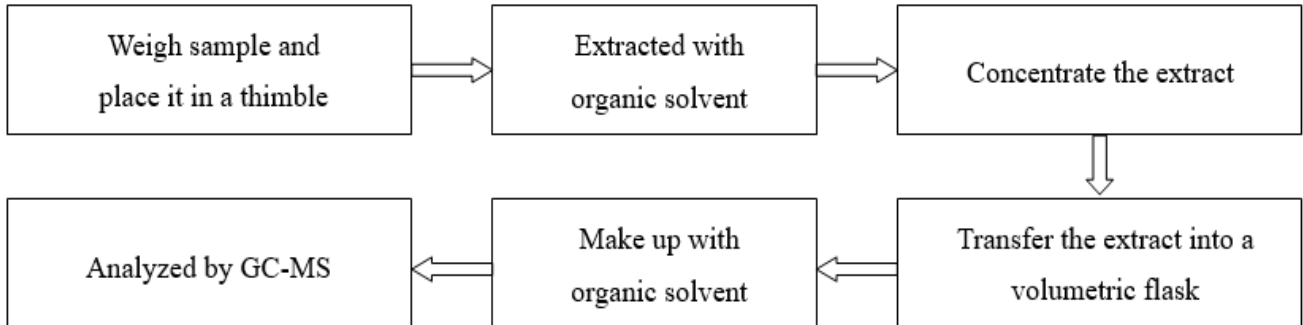 Weigh sample and
place it in a thimble
Extracted with
organic solvent
Concentrate the extract
Transfer the extract into a
volumetric flask
Make up with
organic solvent
Analyzed by GC-MS